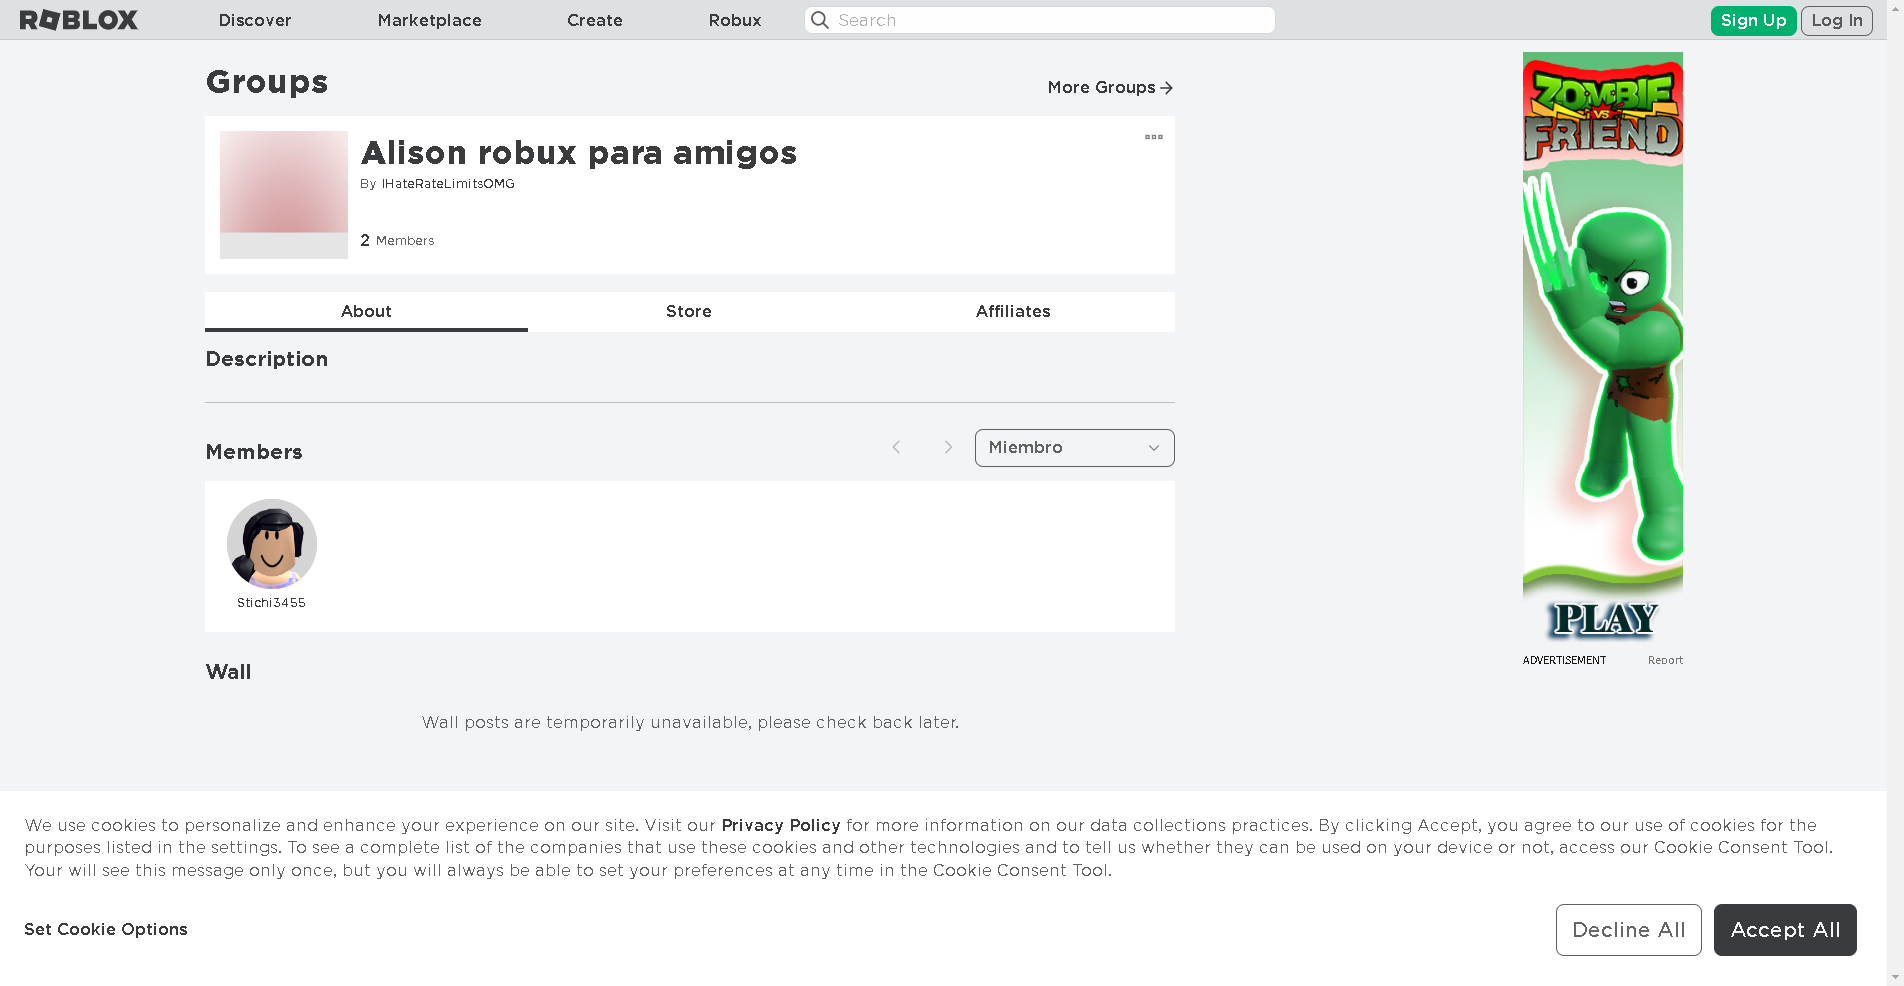 ROBLOX Discover Marketplace Create Robux Search Sign Up Log In
Groups
More Groups
Alison robux para amigos
By IHateRateLimitsOMG
2 Members
About Store Affiliates
Description
Members
Miembro
Stichi3455
Wall
Wall posts are temporarily unavailable, please check back later.
ZOMBIE
VS
FRIEND
PLAY
ADVERTISEMENT Report
We use cookies to personalize and enhance your experience on our site. Visit our Privacy Policy for more information on our data collections practices. By clicking Accept, you agree to our use of cookies for the
purposes listed in the settings. To see a complete list of the companies that use these cookies and other technologies and to tell us whether they can be used on your device or not, access our Cookie Consent Tool.
Your will see this message only once, but you will always be able to set your preferences at any time in the Cookie Consent Tool.
Set Cookie Options
Decline All
Accept All